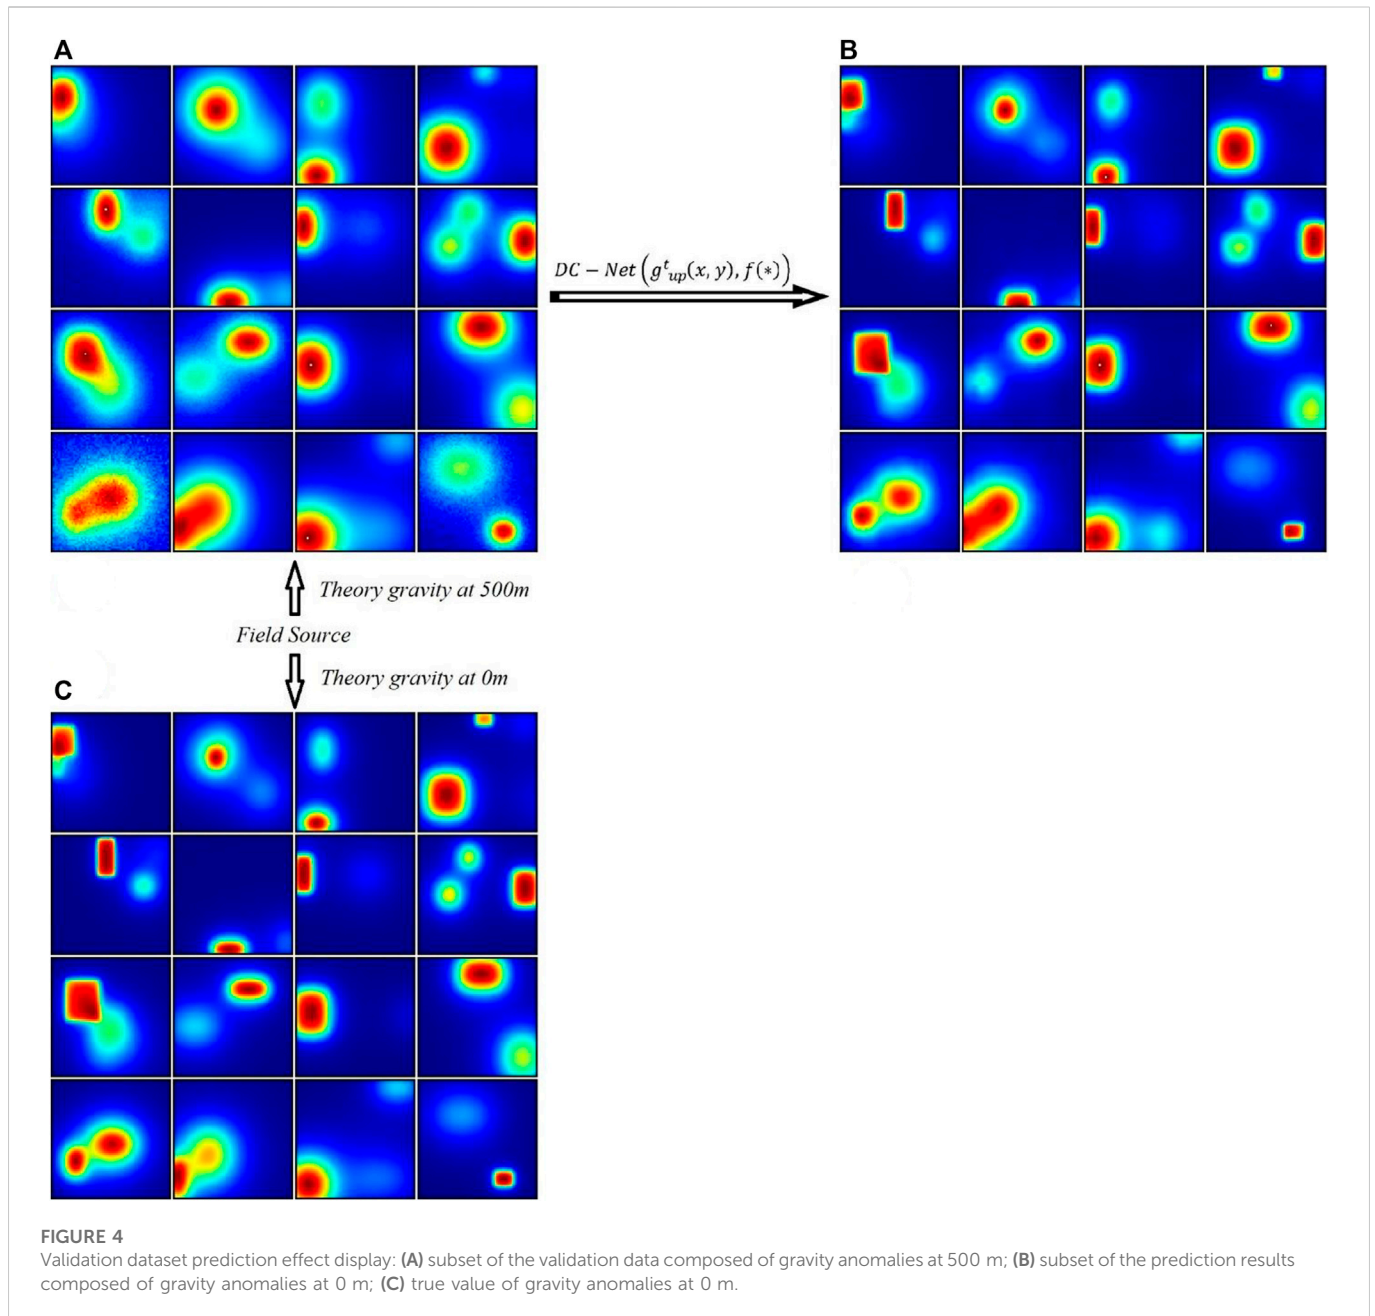 A
B
DC – Net (gᵗup(x, y), f(*))
Theory gravity at 500m
Field Source
Theory gravity at 0m
C
FIGURE 4
Validation dataset prediction effect display: (A) subset of the validation data composed of gravity anomalies at 500 m; (B) subset of the prediction results
composed of gravity anomalies at 0 m; (C) true value of gravity anomalies at 0 m.